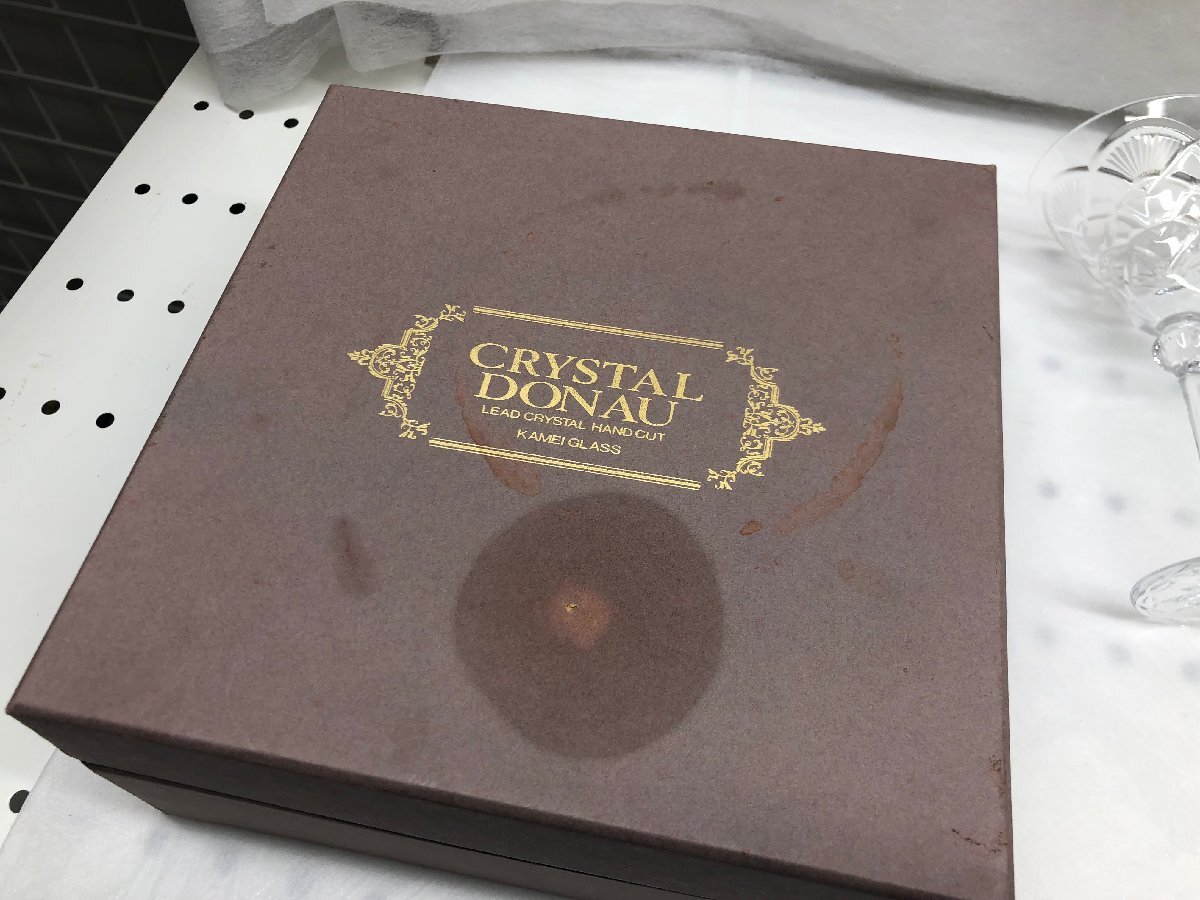 CRYSTAL
DONAU
LEAD CRYSTAL HAND CUT
KAMEI GLASS